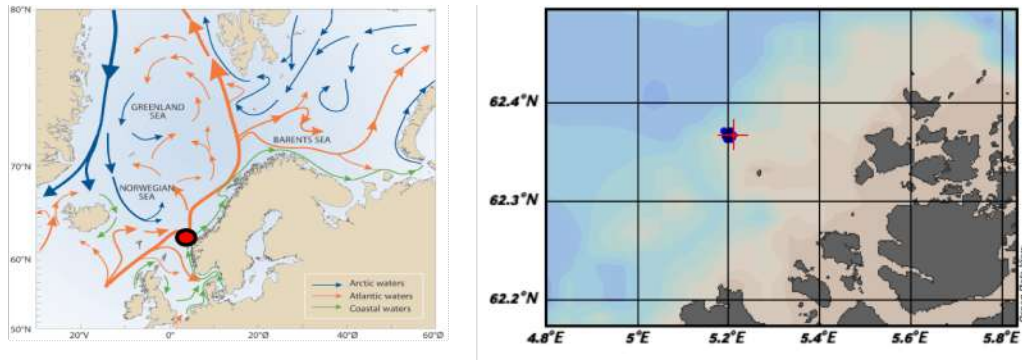 80°N
70°N
60°N
50°N
20°W
0°
20°Ø
40°Ø
60°Ø
GREENLAND
SEA
BARENTS SEA
NORWEGIAN
SEA
Arctic waters
Atlantic waters
Coastal waters
62.4°N
62.3°N
62.2°N
4.8°E
5°E
5.2°E
5.4°E
5.6°E
5.8°E